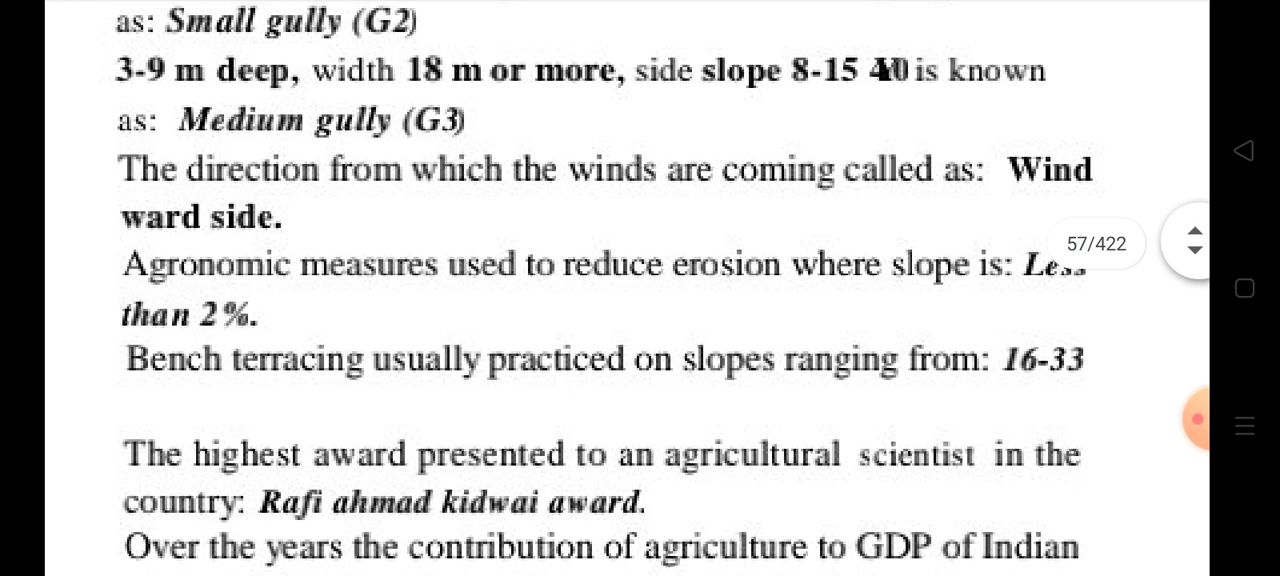 as: Small gully (G2)
3-9 m deep, width 18 m or more, side slope 8-15 is known
as: Medium gully (G3)
The direction from which the winds are coming called as: Wind
ward side.
57/422
Agronomic measures used to reduce erosion where slope is: Less
than 2%.
Bench terracing usually practiced on slopes ranging from: 16-33
The highest award presented to an agricultural scientist in the
country: Rafi ahmad kidwai award.
Over the years the contribution of agriculture to GDP of Indian